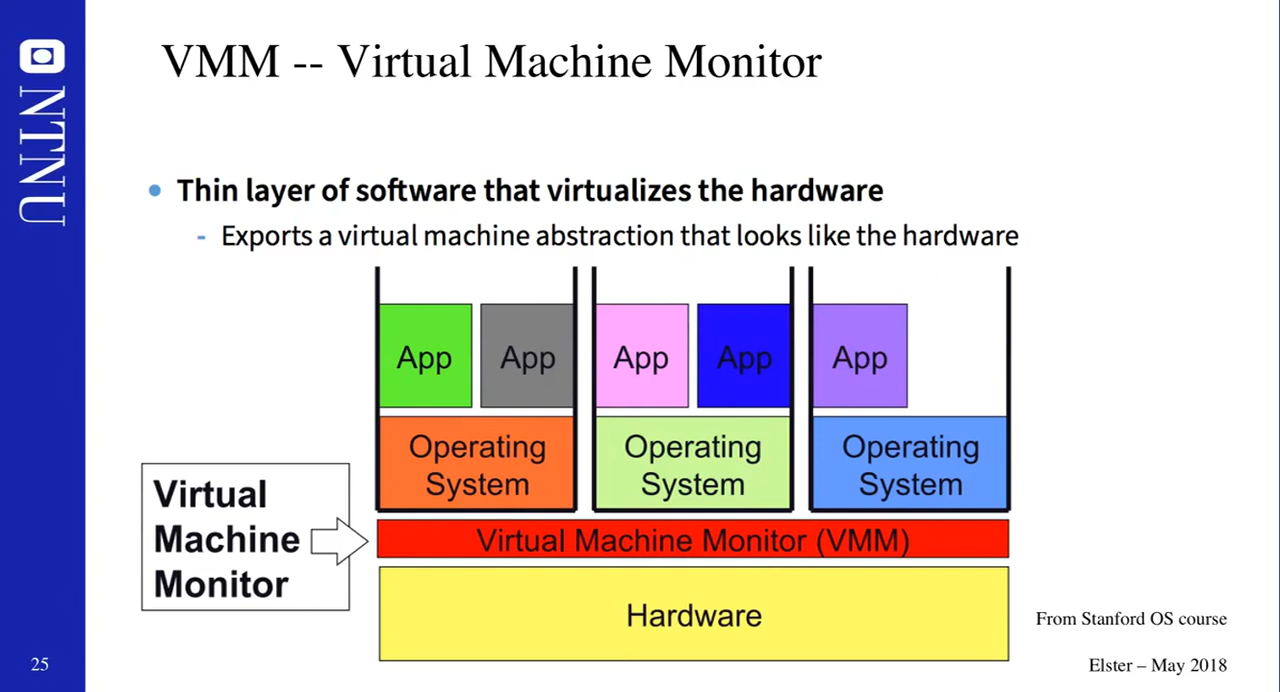 NTNU
VMM -- Virtual Machine Monitor
• Thin layer of software that virtualizes the hardware
- Exports a virtual machine abstraction that looks like the hardware
App App App App App
Operating System
Operating System
Operating System
Virtual Machine Monitor
Virtual Machine Monitor (VMM)
Hardware
From Stanford OS course
25
Elster – May 2018